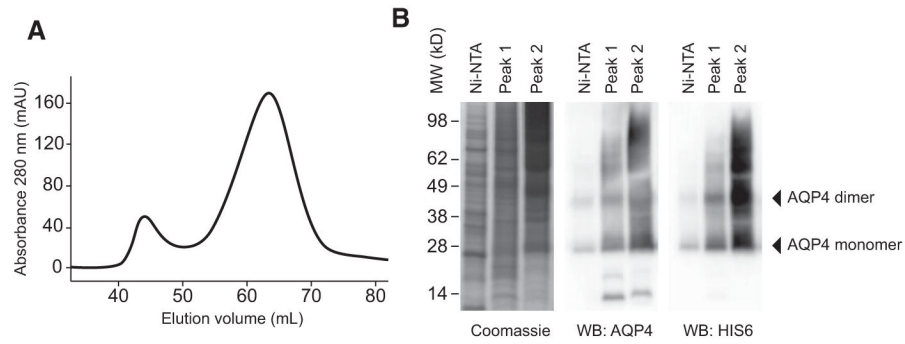 A
Absorbance 280 nm (mAU)
160
120
80
40
0
40 50 60 70 80
Elution volume (mL)
B
MW (kD)
Ni-NTA Peak 1 Peak 2 Ni-NTA Peak 1 Peak 2 Ni-NTA Peak 1 Peak 2
98
62
49
38
28
14
AQP4 dimer
AQP4 monomer
Coomassie WB: AQP4 WB: HIS6